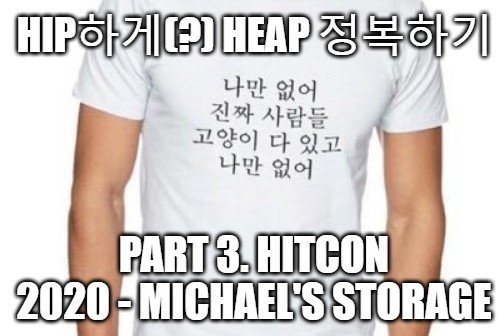 HIP하게(?) HEAP 정복하기
나만 없어
진짜 사람들
고양이 다 있고
나만 없어
PART 3. HITCON
2020 - MICHAEL'S STORAGE